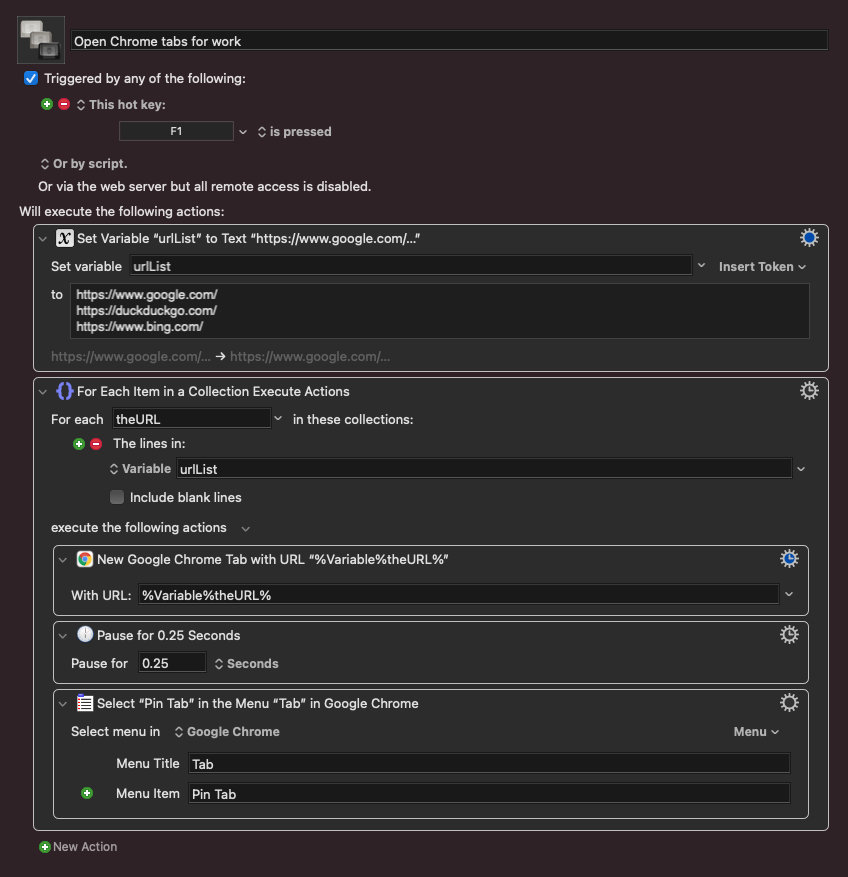 Open Chrome tabs for work
Triggered by any of the following:
This hot key:
F1 is pressed
Or by script.
Or via the web server but all remote access is disabled.
Will execute the following actions:
Set Variable “urlList” to Text “https://www.google.com/…”
Set variable urlList Insert Token
to https://www.google.com/
https://duckduckgo.com/
https://www.bing.com/
https://www.google.com/… → https://www.google.com/…
For Each Item in a Collection Execute Actions
For each theURL in these collections:
The lines in:
Variable urlList
Include blank lines
execute the following actions
New Google Chrome Tab with URL “%Variable%theURL%”
With URL: %Variable%theURL%
Pause for 0.25 Seconds
Pause for 0.25 Seconds
Select “Pin Tab” in the Menu “Tab” in Google Chrome
Select menu in Google Chrome Menu
Menu Title Tab
Menu Item Pin Tab
New Action